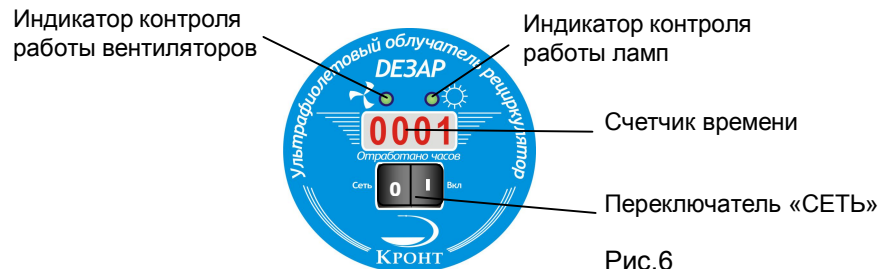 Индикатор контроля
работы вентиляторов
Индикатор контроля
работы ламп
Ультрафиолетовый облучатель рециркулятор
DEЗАР
0001
Отработано часов
Счетчик времени
Сеть 0 I Вкл
Переключатель «СЕТЬ»
КРОНТ
Рис.6